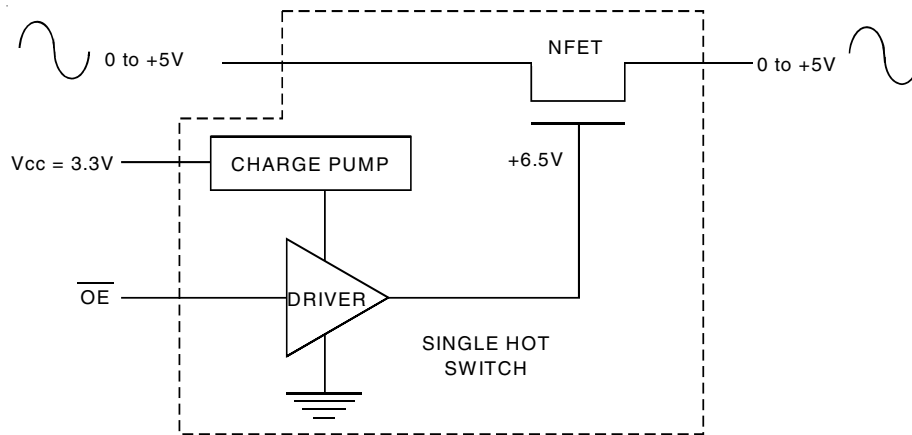 NFET
0 to +5V
0 to +5V
+6.5V
Vcc = 3.3V
CHARGE PUMP
OE
DRIVER
SINGLE HOT
SWITCH